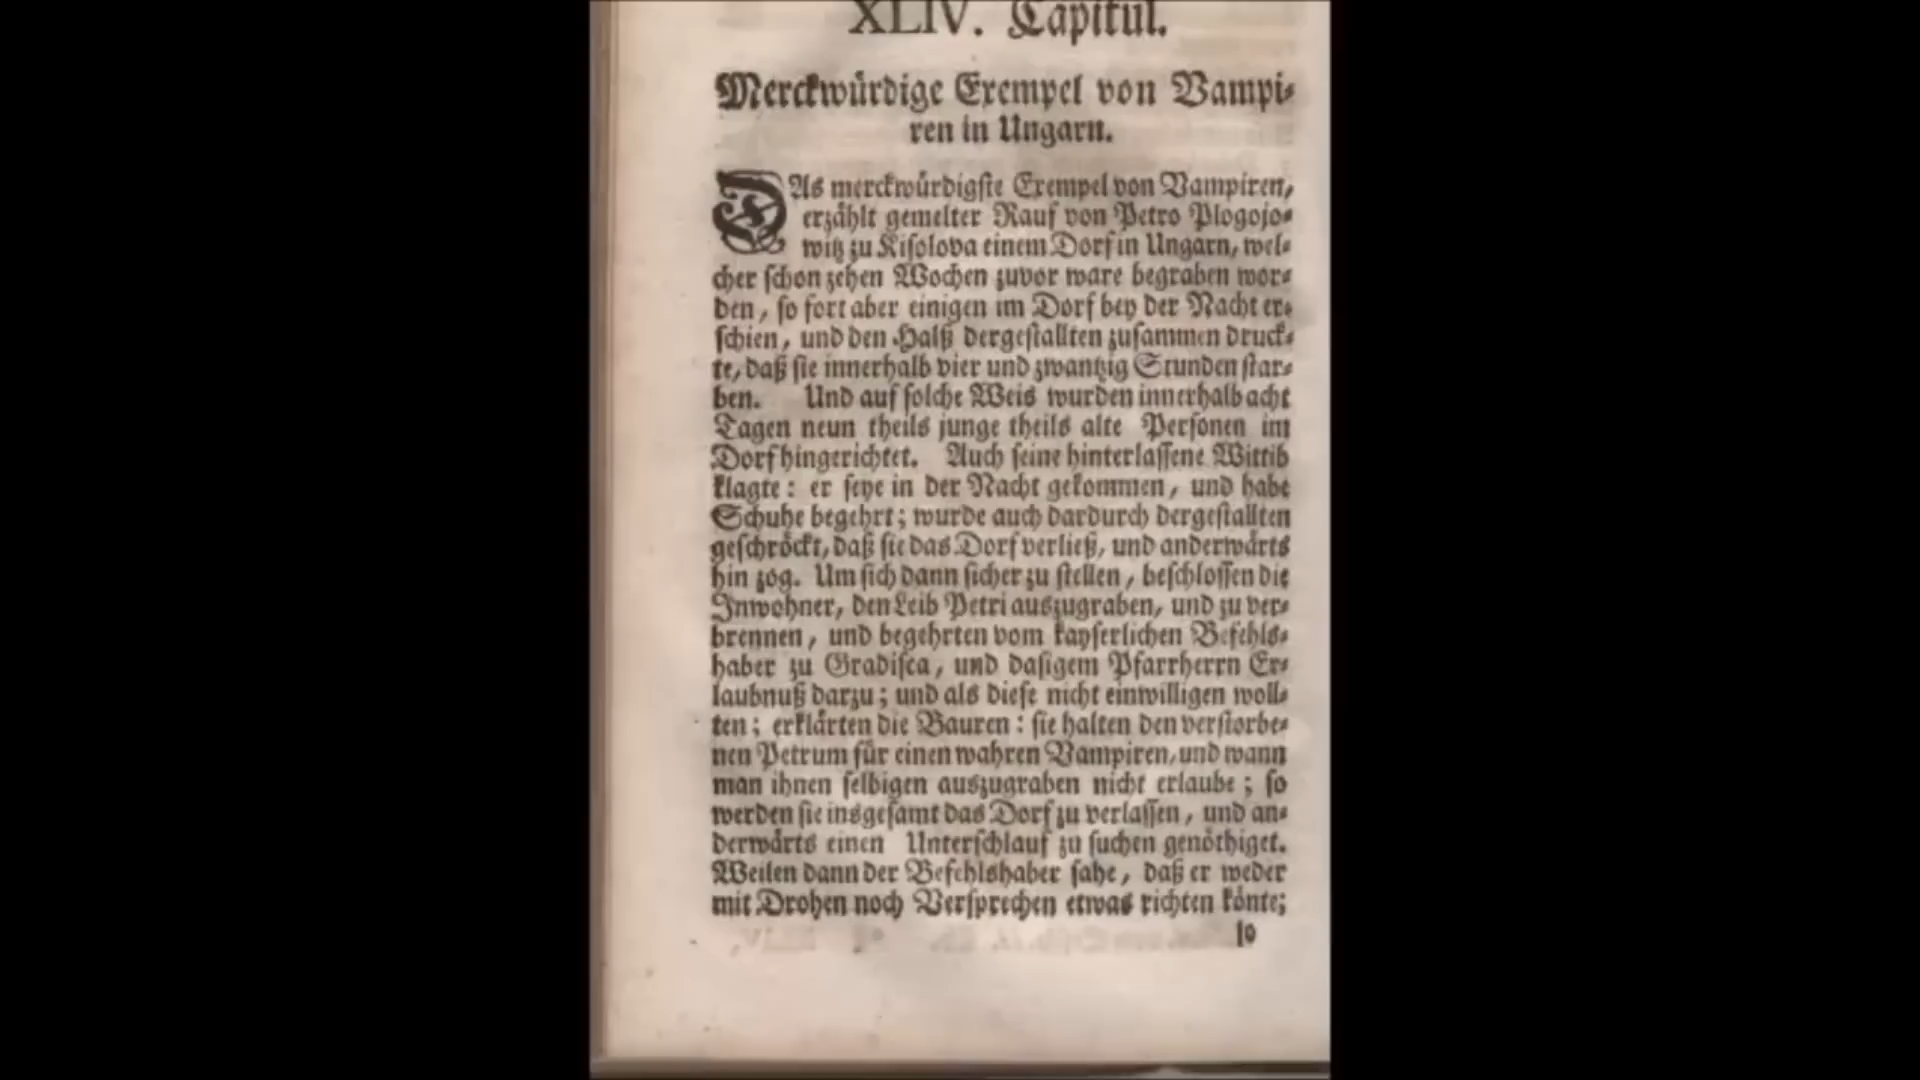 XLIV. Capitul.
Merckwürdige Exempel von Vampi-
ren in Ungarn.
DAs merckwürdigste Exempel von Vampiren,
erzählt gemelter Rauf von Petro Plogojo-
witz zu Kisolova einem Dorf in Ungarn, wel-
cher schon zehen Wochen zuvor ware begraben wor-
den, so fort aber einigen im Dorf bey der Nacht er-
schien, und den Halß dergestallten zusammen druck-
te, daß sie innerhalb vier und zwantzig Stunden star-
ben. Und auf solche Weis wurden innerhalb acht
Tagen neun theils junge theils alte Personen im
Dorf hingerichtet. Auch seine hinterlassene Wittib
klagte: er seye in der Nacht gekommen, und habe
Schuhe begehrt; wurde auch dardurch dergestallten
geschröckt, daß sie das Dorf verließ, und anderwärts
hin zog. Um sich dann sicher zu stellen, beschlossen die
Inwohner, den Leib Petri auszugraben, und zu ver-
brennen, und begehrten vom kayserlichen Befehls-
haber zu Gradisca, und dasigem Pfarrherrn Er-
laubnuß darzu; und als diese nicht einwilligen woll-
ten; erklärten die Bauren: sie halten den verstorbe-
nen Petrum für einen wahren Vampiren, und wann
man ihnen selbigen auszugraben nicht erlaube; so
werden sie insgesamt das Dorf zu verlassen, und an-
derwärts einen Unterschlauf zu suchen genöthiget.
Weilen dann der Befehlshaber sahe, daß er weder
mit Drohen noch Versprechen etwas richten könte;
so